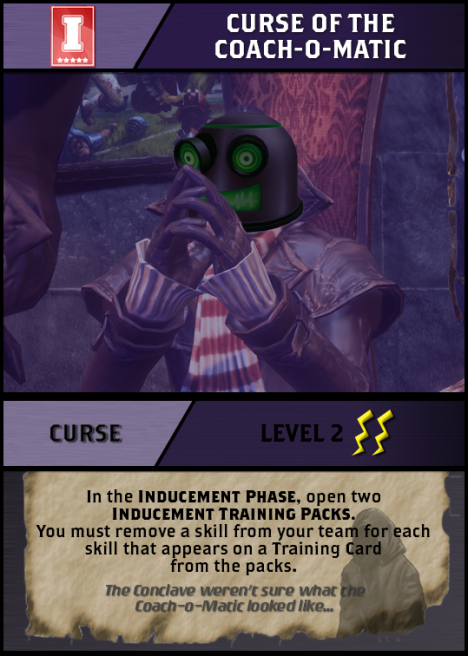 I
CURSE OF THE
COACH-O-MATIC
CURSE
LEVEL 2
In the INDUCEMENT PHASE, open two
INDUCEMENT TRAINING PACKS.
You must remove a skill from your team for each
skill that appears on a Training Card
from the packs.
The Conclave weren't sure what the
Coach-o-Matic looked like...